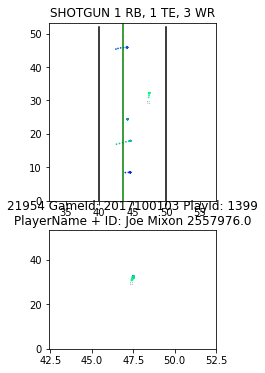 SHOTGUN 1 RB, 1 TE, 3 WR
50
40
30
20
10
0
35 40 45 50 55
21954 GameId: 2017100103 PlayId: 1399
PlayerName + ID: Joe Mixon 2557976.0
40
20
0
42.5 45.0 47.5 50.0 52.5